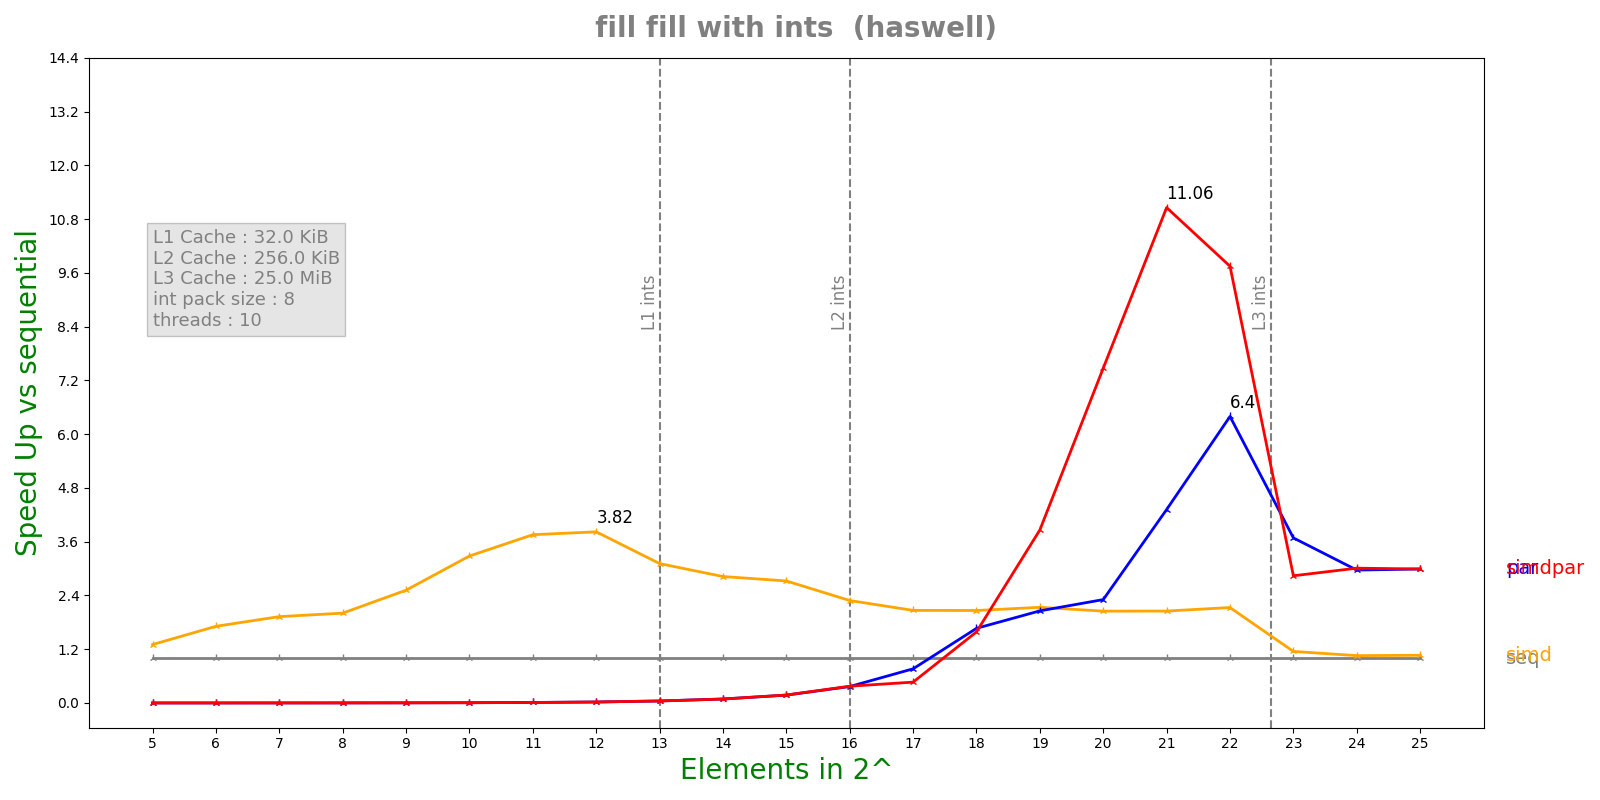 fill fill with ints  (haswell)
Speed Up vs sequential
14.4
13.2
12.0
10.8
9.6
8.4
7.2
6.0
4.8
3.6
2.4
1.2
0.0
L1 Cache : 32.0 KiB
L2 Cache : 256.0 KiB
L3 Cache : 25.0 MiB
int pack size : 8
threads : 10
L1 ints
L2 ints
L3 ints
3.82
11.06
6.4
par
simdpar
simd
seq
5 6 7 8 9 10 11 12 13 14 15 16 17 18 19 20 21 22 23 24 25
Elements in 2^